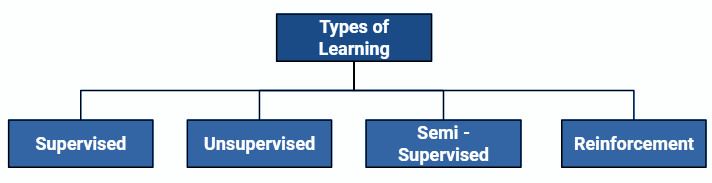 Types of
Learning
Supervised
Unsupervised
Semi -
Supervised
Reinforcement